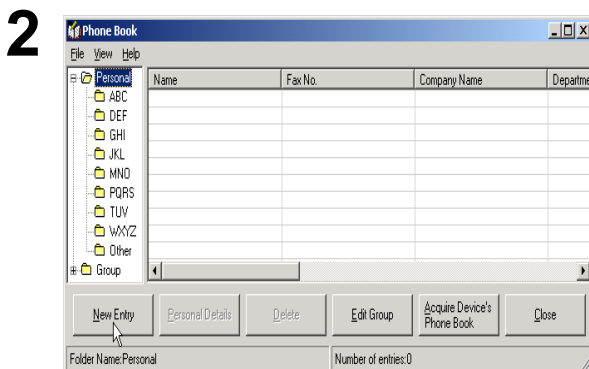 2
Phone Book
File View Help
Personal
ABC
DEF
GHI
JKL
MNO
PQRS
TUV
WXYZ
Other
Group
Name Fax No. Company Name Departme
New Entry Personal Details Delete Edit Group Acquire Device's Phone Book Close
Folder Name:Personal Number of entries:0